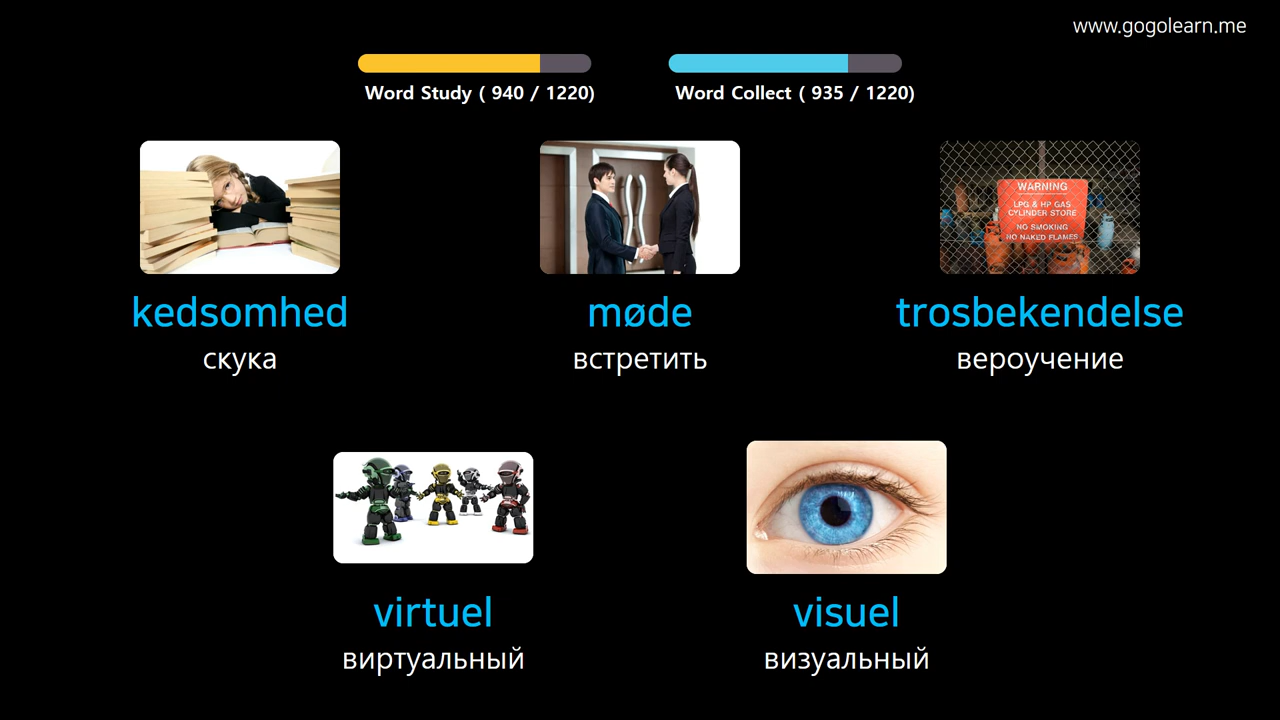 www.gogolearn.me
Word Study ( 940 / 1220)
Word Collect ( 935 / 1220)
WARNING
LPG & HP GAS
CYLINDER STORE
NO SMOKING
NO NAKED FLAMES
kedsomhed
møde
trosbekendelse
скука
встретить
вероучение
virtuel
visuel
виртуальный
визуальный